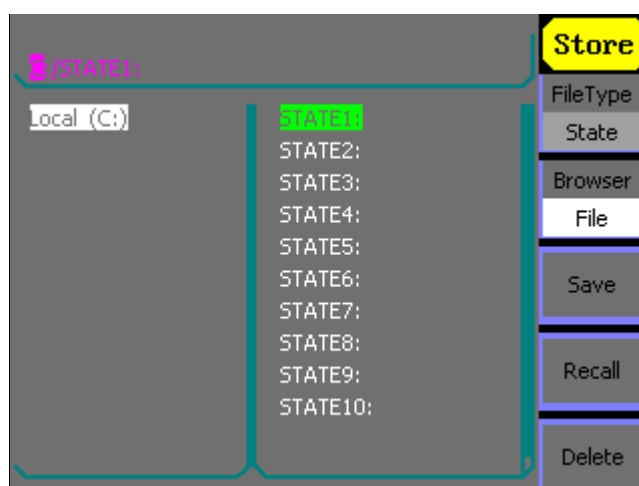 C:/STATE1:
Local (C:)
STATE1:
STATE2:
STATE3:
STATE4:
STATE5:
STATE6:
STATE7:
STATE8:
STATE9:
STATE10:
Store
FileType
State
Browser
File
Save
Recall
Delete